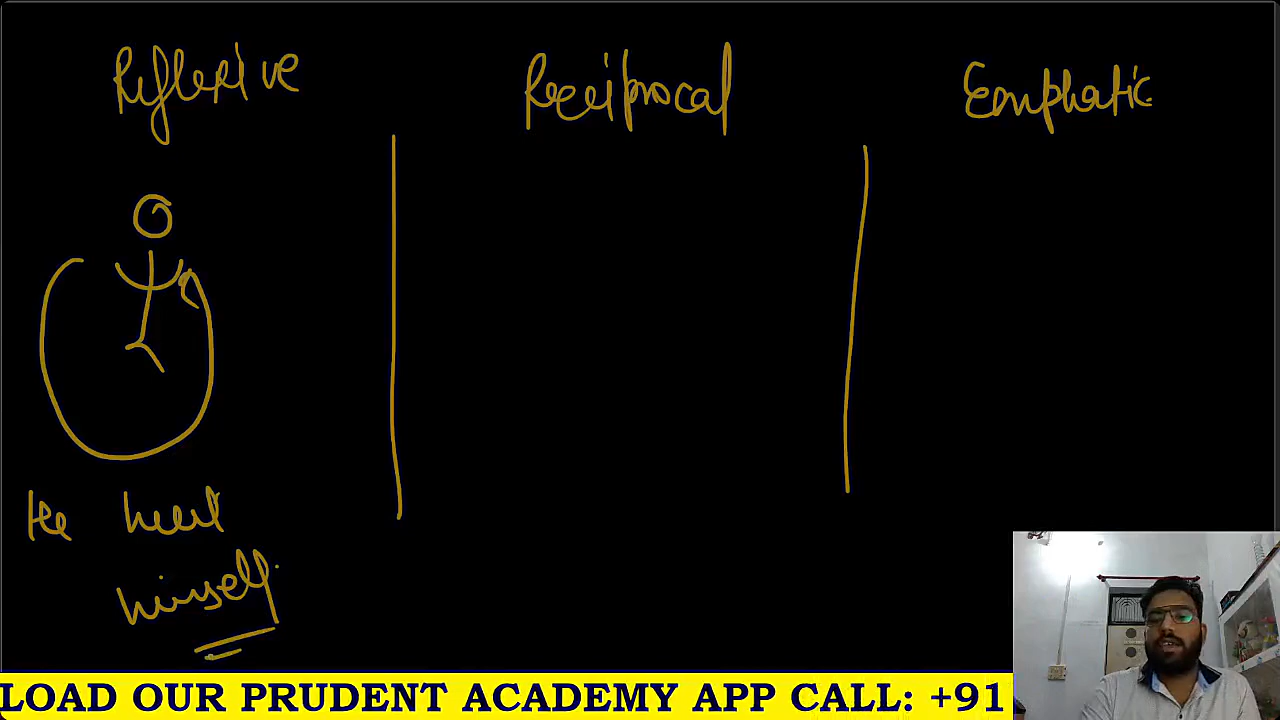 Reflexive
Reciprocal
Emphatic
He hurt
himself.
LOAD OUR PRUDENT ACADEMY APP CALL: +91